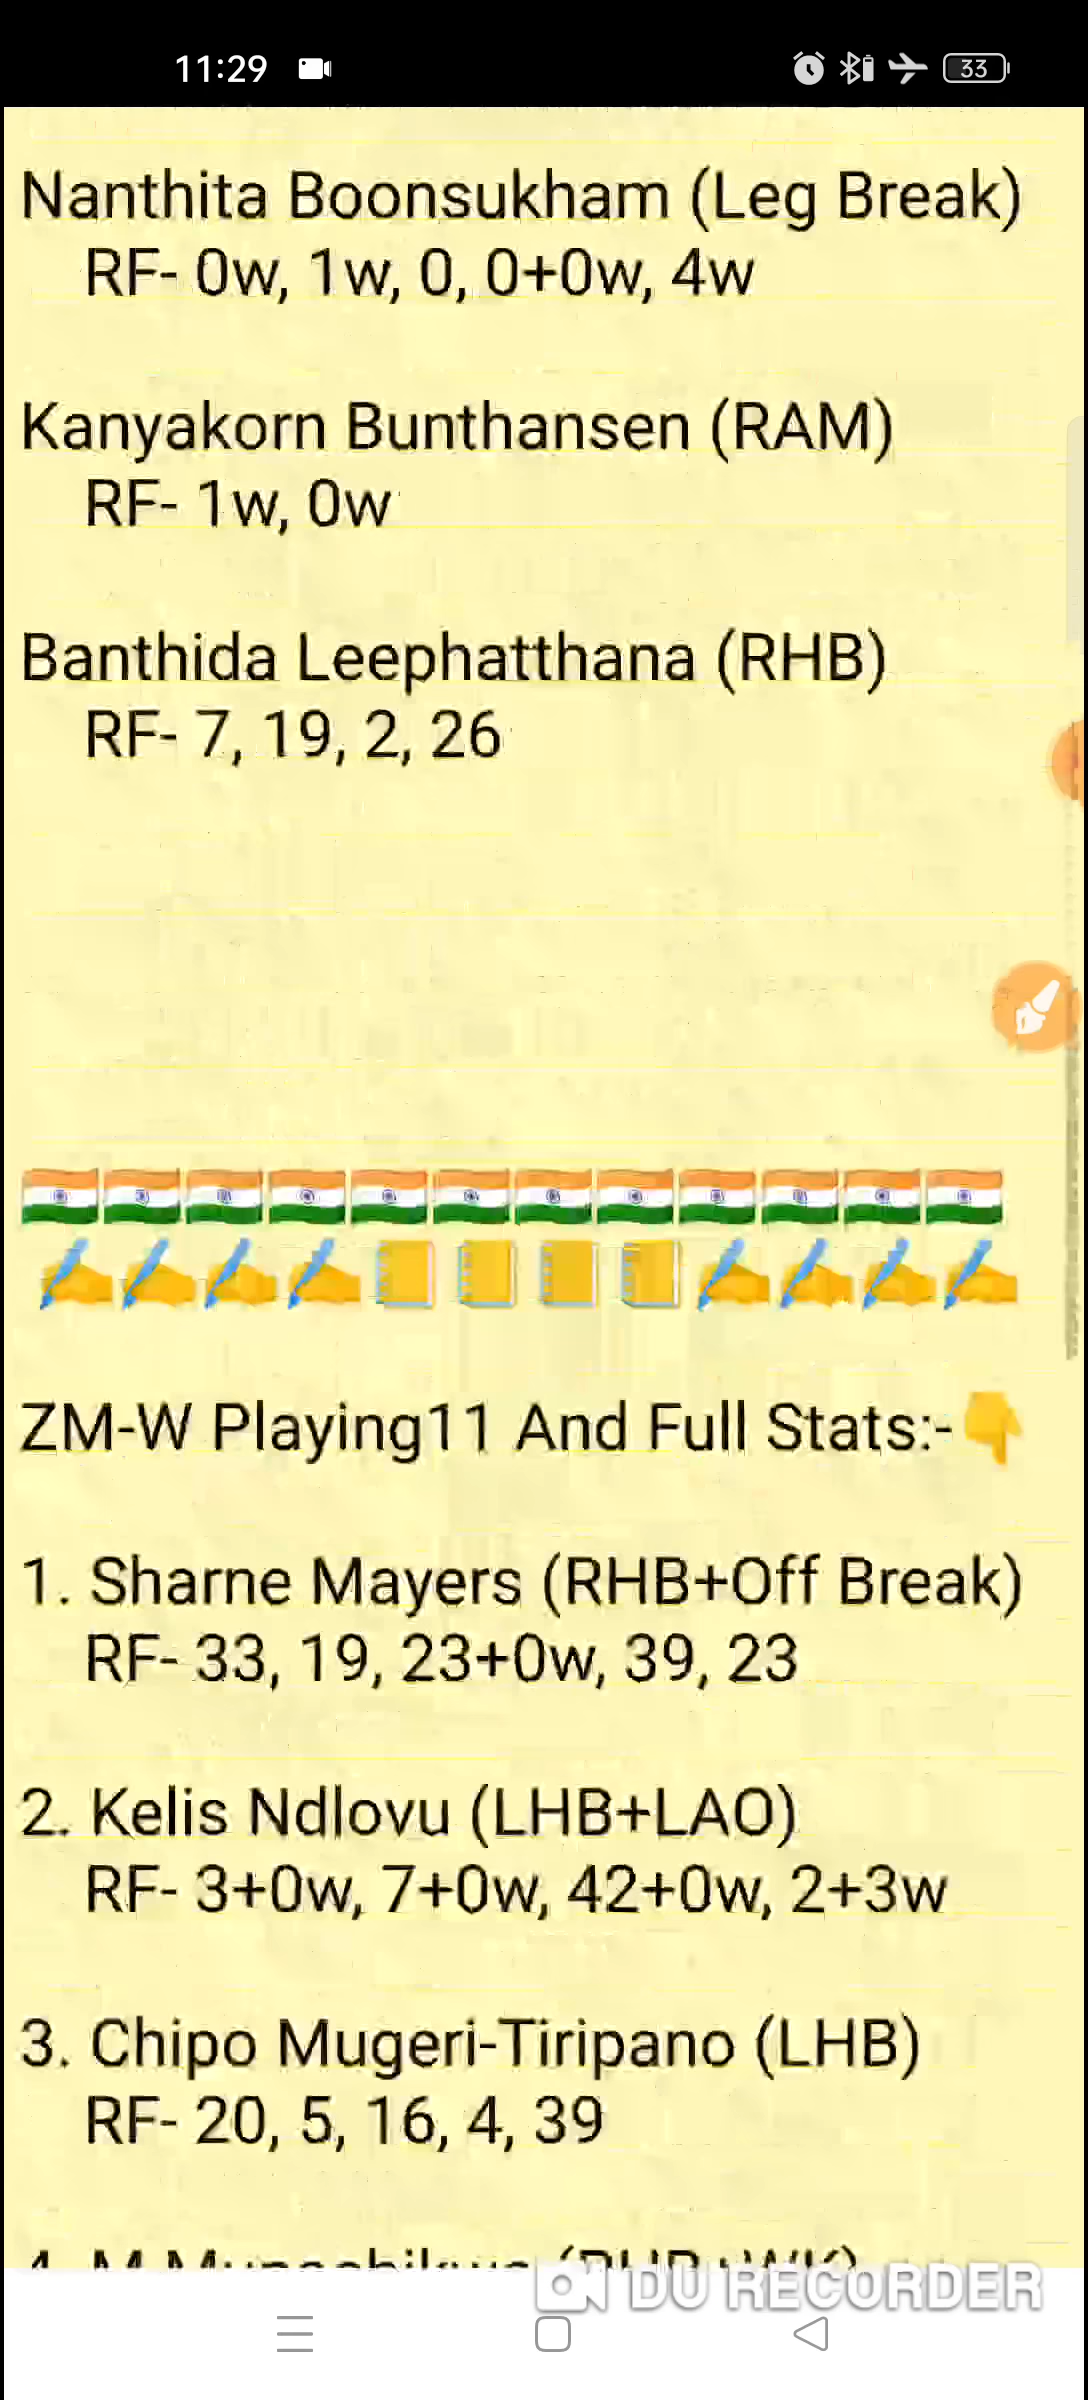 11:29
33
Nanthita Boonsukham (Leg Break)
RF- 0w, 1w, 0, 0+0w, 4w
Kanyakorn Bunthansen (RAM)
RF- 1w, 0w
Banthida Leephatthana (RHB)
RF- 7, 19, 2, 26
ZM-W Playing11 And Full Stats:-
1. Sharne Mayers (RHB+Off Break)
RF- 33, 19, 23+0w, 39, 23
2. Kelis Ndlovu (LHB+LAO)
RF- 3+0w, 7+0w, 42+0w, 2+3w
3. Chipo Mugeri-Tiripano (LHB)
RF- 20, 5, 16, 4, 39
DU RECORDER